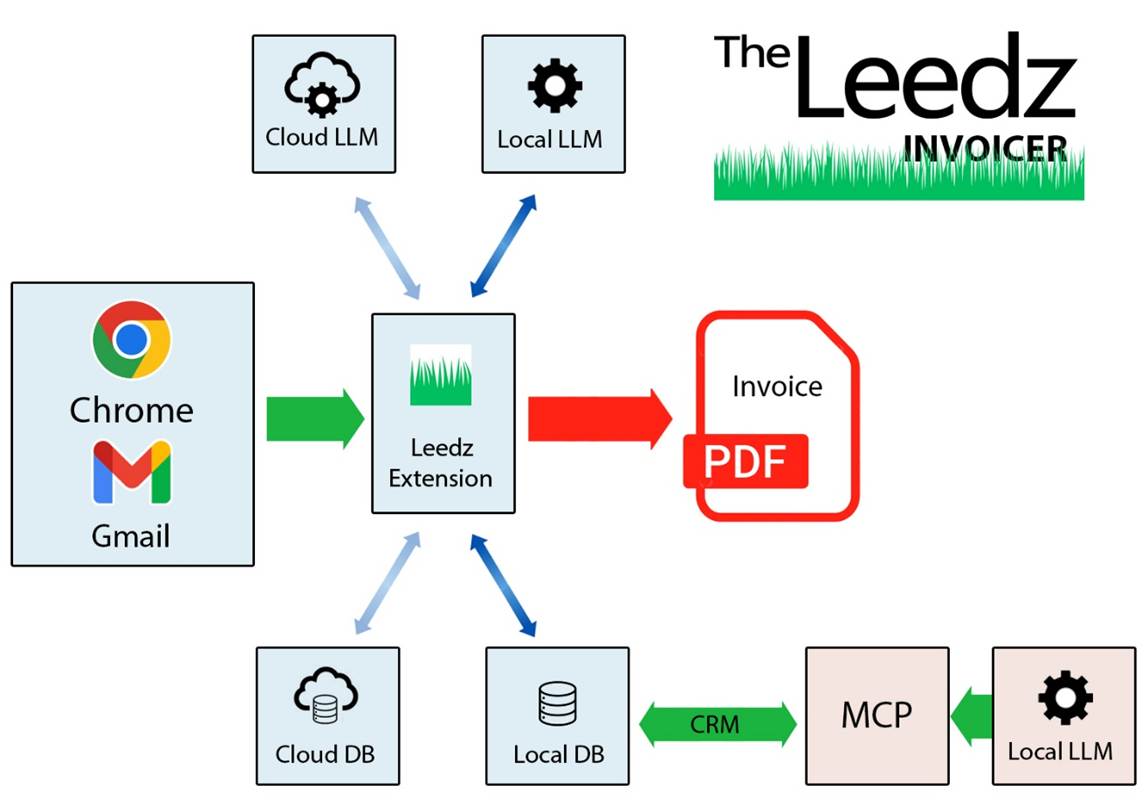 The Leedz
INVOICER
Cloud LLM
Local LLM
Chrome
Gmail
Leedz
Extension
Invoice
PDF
Cloud DB
Local DB
CRM
MCP
Local LLM